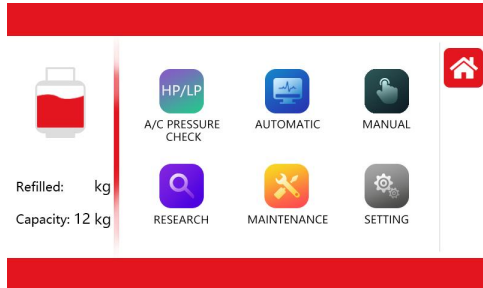 HP/LP
A/C PRESSURE
CHECK
AUTOMATIC
MANUAL
Refilled: kg
Capacity: 12 kg
RESEARCH
MAINTENANCE
SETTING